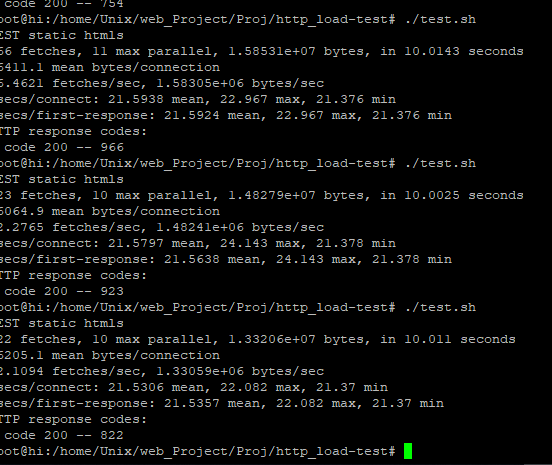 code 200 -- 754
oot@hi:/home/Unix/web_Project/Proj/http_load-test# ./test.sh
EST static htmls
66 fetches, 11 max parallel, 1.58531e+07 bytes, in 10.0143 seconds
6411.1 mean bytes/connection
6.4621 fetches/sec, 1.58305e+06 bytes/sec
secs/connect: 21.5938 mean, 22.967 max, 21.376 min
secs/first-response: 21.5924 mean, 22.967 max, 21.376 min
TTP response codes:
code 200 -- 966
oot@hi:/home/Unix/web_Project/Proj/http_load-test# ./test.sh
EST static htmls
23 fetches, 10 max parallel, 1.48279e+07 bytes, in 10.0025 seconds
6064.9 mean bytes/connection
2.2765 fetches/sec, 1.48241e+06 bytes/sec
secs/connect: 21.5797 mean, 24.143 max, 21.378 min
secs/first-response: 21.5638 mean, 24.143 max, 21.378 min
TTP response codes:
code 200 -- 923
oot@hi:/home/Unix/web_Project/Proj/http_load-test# ./test.sh
EST static htmls
22 fetches, 10 max parallel, 1.33206e+07 bytes, in 10.011 seconds
6205.1 mean bytes/connection
2.1094 fetches/sec, 1.33059e+06 bytes/sec
secs/connect: 21.5306 mean, 22.082 max, 21.37 min
secs/first-response: 21.5357 mean, 22.082 max, 21.37 min
TTP response codes:
code 200 -- 822
oot@hi:/home/Unix/web_Project/Proj/http_load-test#